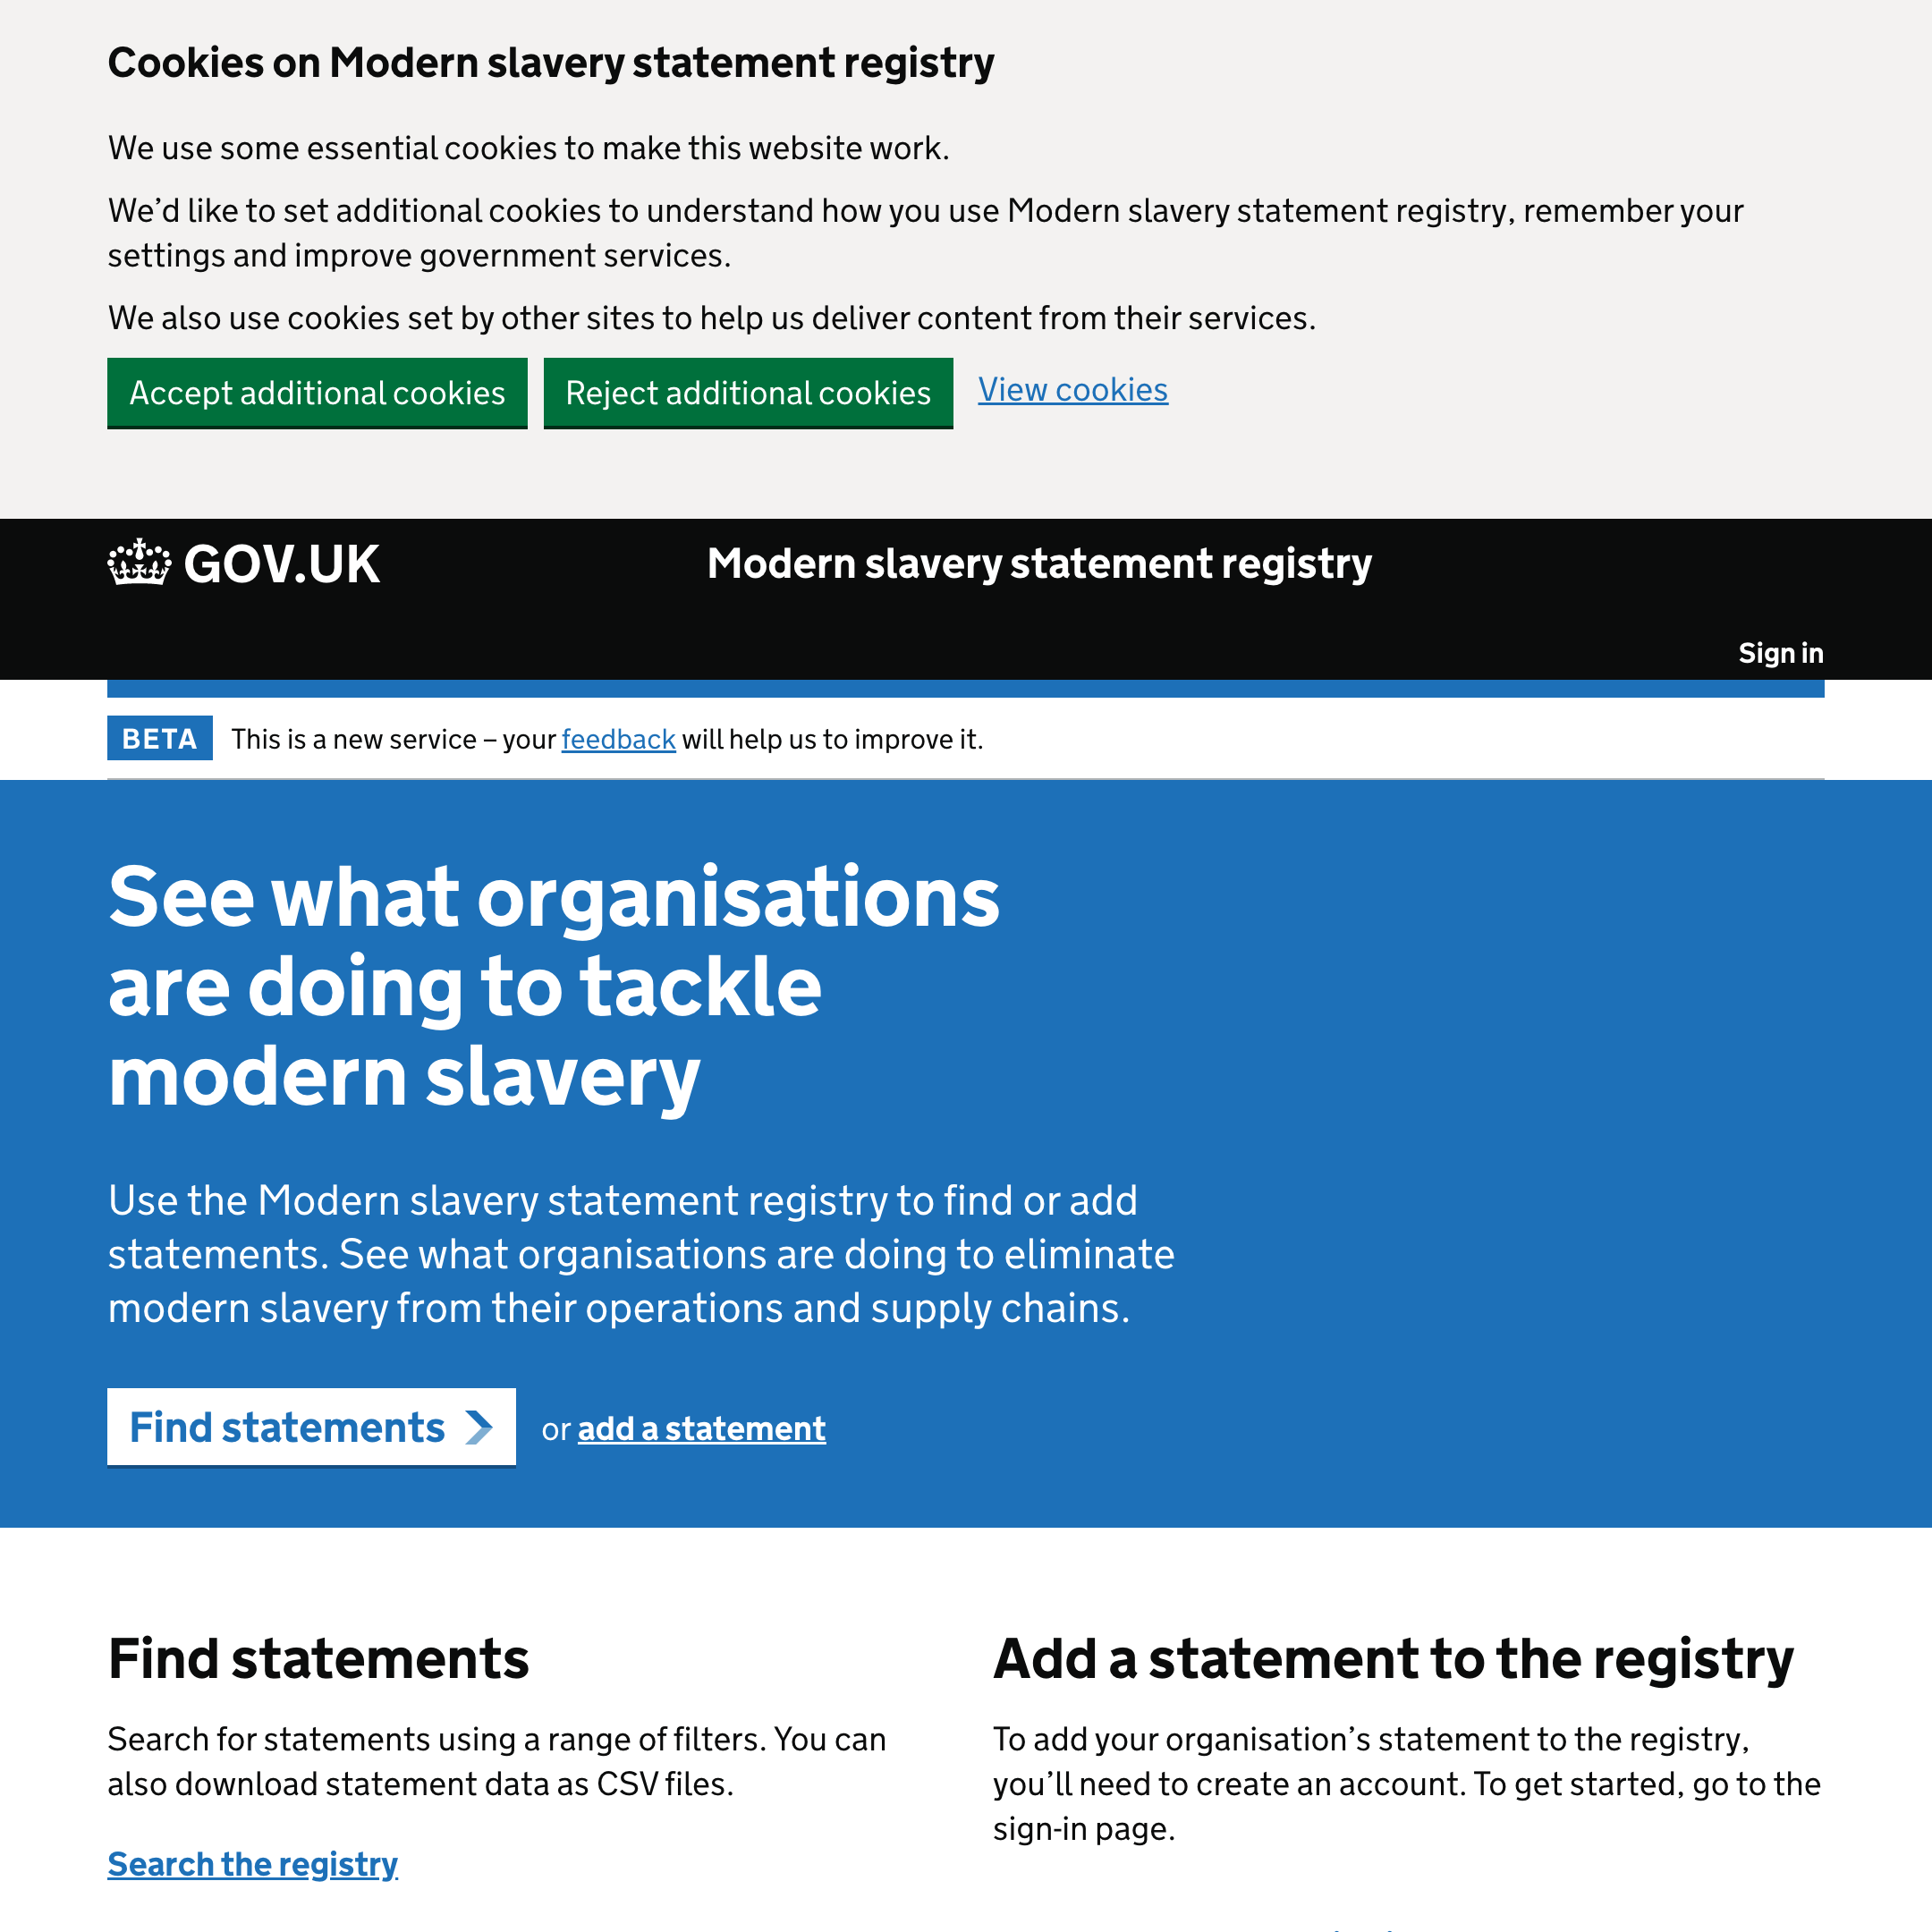 Cookies on Modern slavery statement registry
We use some essential cookies to make this website work.
We’d like to set additional cookies to understand how you use Modern slavery statement registry, remember your
settings and improve government services.
We also use cookies set by other sites to help us deliver content from their services.
Accept additional cookies
Reject additional cookies
View cookies
GOV.UK
Modern slavery statement registry
Sign in
BETA
This is a new service – your feedback will help us to improve it.
See what organisations
are doing to tackle
modern slavery
Use the Modern slavery statement registry to find or add
statements. See what organisations are doing to eliminate
modern slavery from their operations and supply chains.
Find statements
or add a statement
Find statements
Search for statements using a range of filters. You can
also download statement data as CSV files.
Search the registry
Add a statement to the registry
To add your organisation’s statement to the registry,
you’ll need to create an account. To get started, go to the
sign-in page.